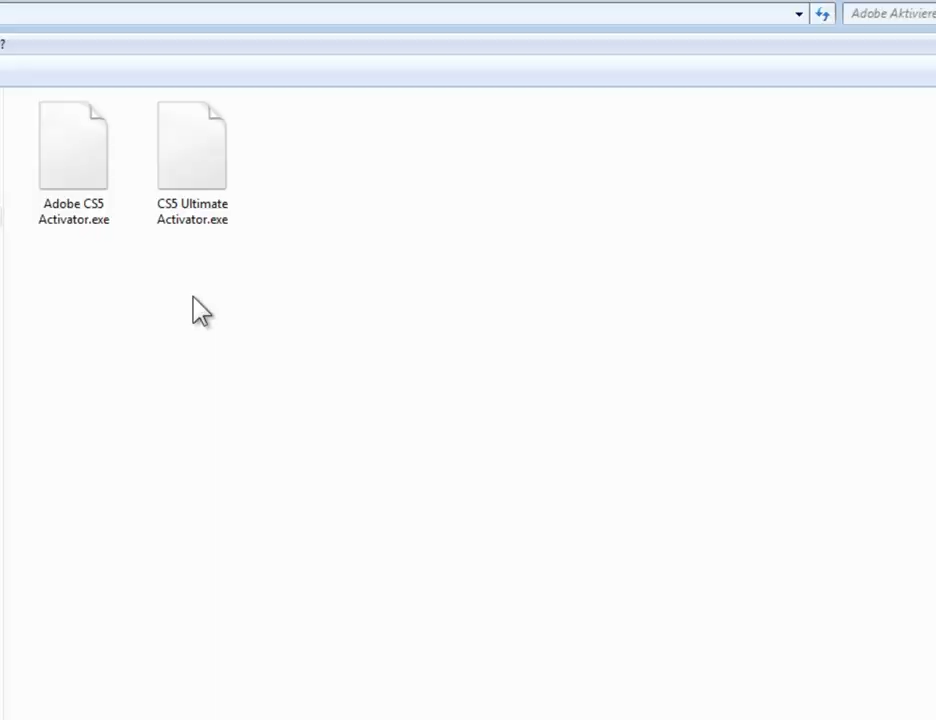 Adobe Aktiviere
?
Adobe CS5
Activator.exe
CS5 Ultimate
Activator.exe